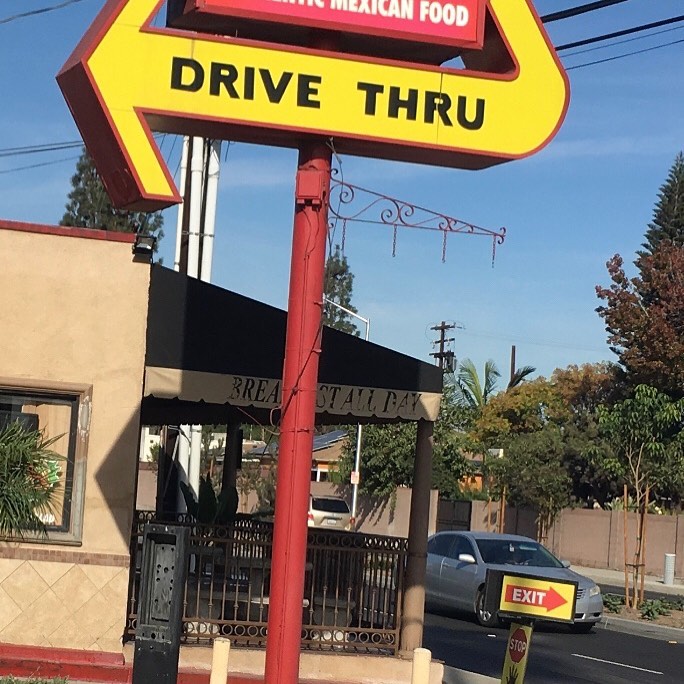 MEXICAN FOOD
DRIVE THRU
ALL DAY
EXIT
STOP